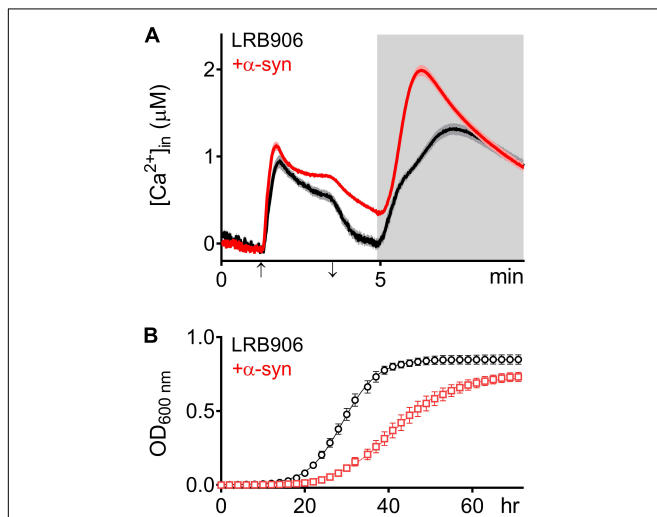 A
LRB906
+α-syn
[Ca²⁺]ᵢₙ (μM)
2
1
0
↑ ↓
0 5 min
B
LRB906
+α-syn
OD₆₀₀ ₙₘ
1.0
0.5
0.0
0 20 40 60 hr